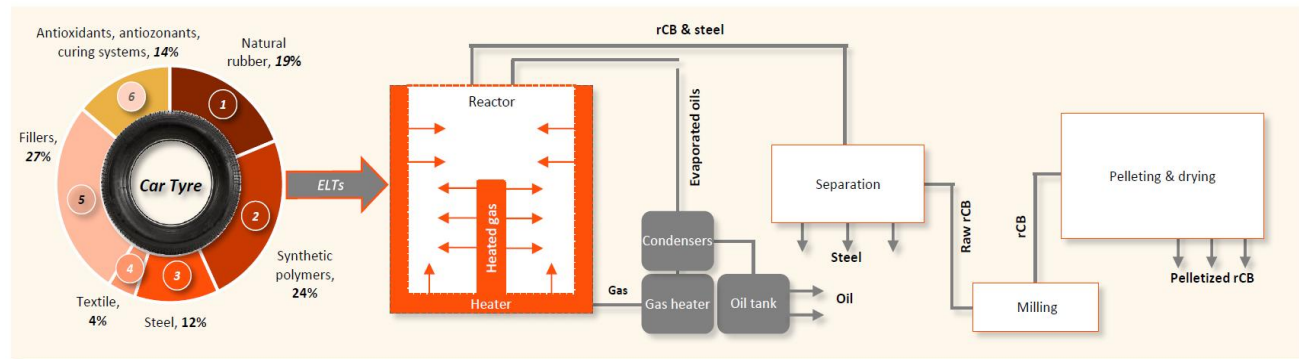 Antioxidants, antiozonants,
curing systems, 14%
Natural
rubber, 19%
6
1
Fillers,
27%
Car Tyre
5
2
4
3
Synthetic
polymers,
24%
Textile,
4%
Steel, 12%
ELTs
rCB & steel
Reactor
Heated gas
Heater
Evaporated oils
Gas
Condensers
Gas heater
Oil tank
Oil
Separation
Steel
Raw rCB
rCB
Milling
Pelleting & drying
Pelletized rCB